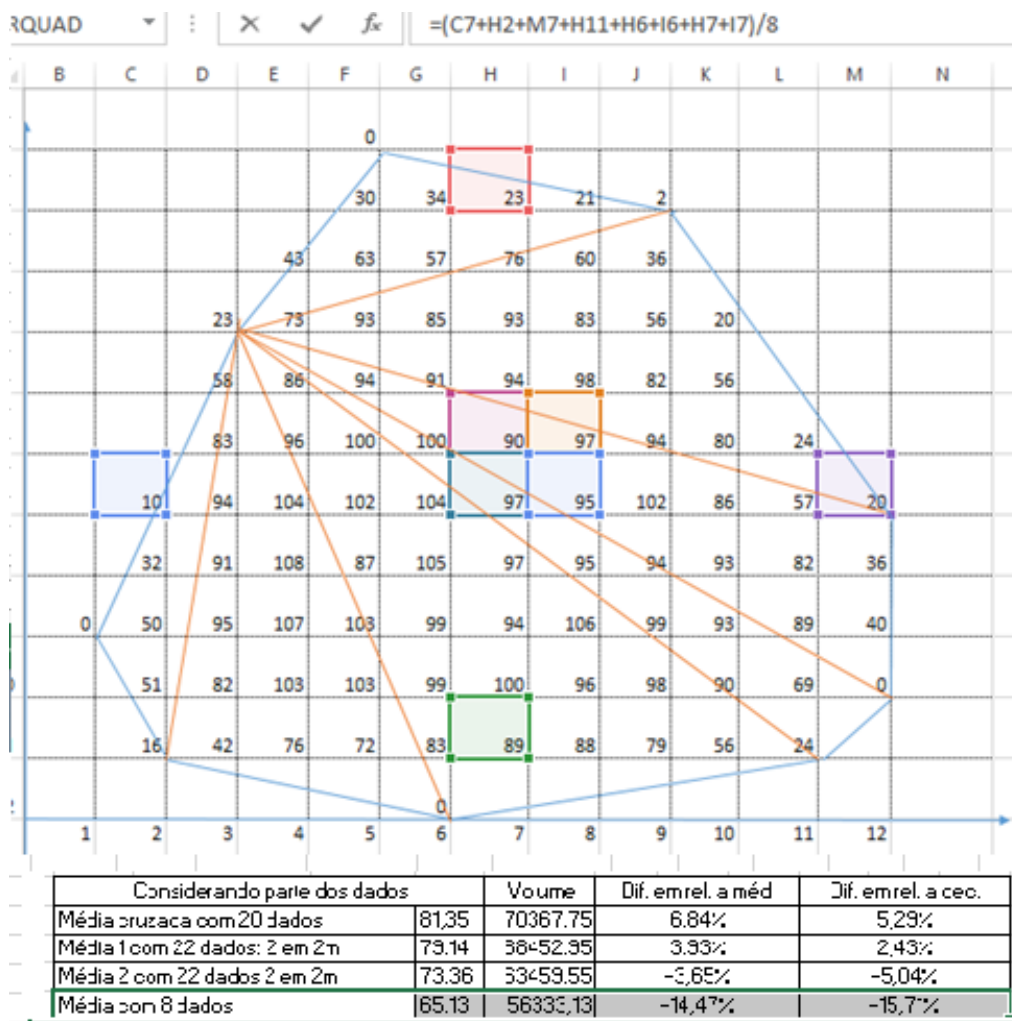 RQUAD =(C7+H2+M7+H11+H6+I6+H7+I7)/8
B C D E F G H I J K L M N
0
30 34 23 21 2
43 63 57 76 60 36
23 73 93 85 93 83 56 20
58 86 94 91 94 98 82 56
83 96 100 100 90 97 94 80 24
10 94 104 102 104 97 95 102 86 57 20
32 91 108 87 105 97 95 94 93 82 36
0 50 95 107 103 99 94 106 99 93 89 40
51 82 103 103 99 100 96 98 90 69 0
16 42 76 72 83 89 88 79 56 24
0
1 2 3 4 5 6 7 8 9 10 11 12
Considerando parte dos dados Volume Dif. em rel. a méd Dif. em rel. a
Média cruzada com 20 dados 81,35 70367.75 6.84% 5,29%
Média 1 com 22 dados: 2 em 2m 79.14 3.93% 2,43%
Média 2 com 22 dados 2 em 2m 73.36 -3,65% -5,04%
Média com 8 dados 65.13 -14,47%